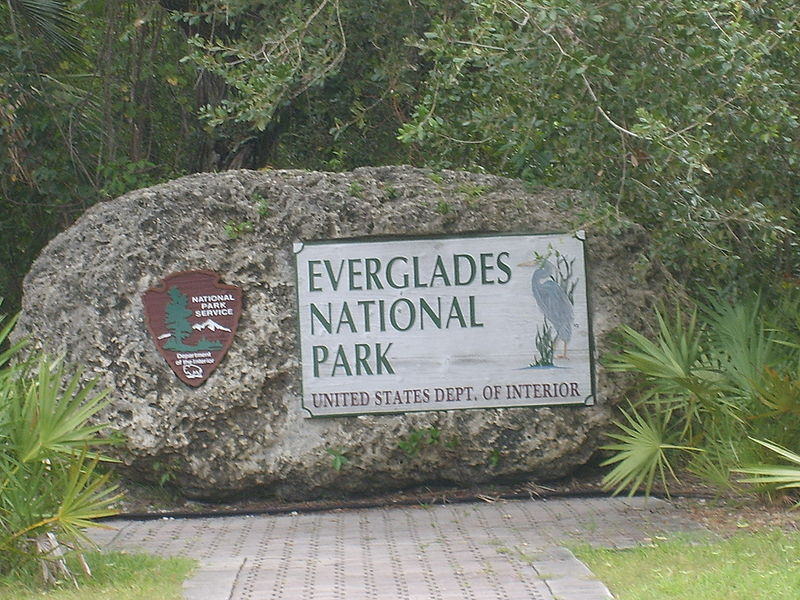 NATIONAL
PARK
SERVICE
Department
of the Interior
EVERGLADES
NATIONAL
PARK
UNITED STATES DEPT. OF INTERIOR